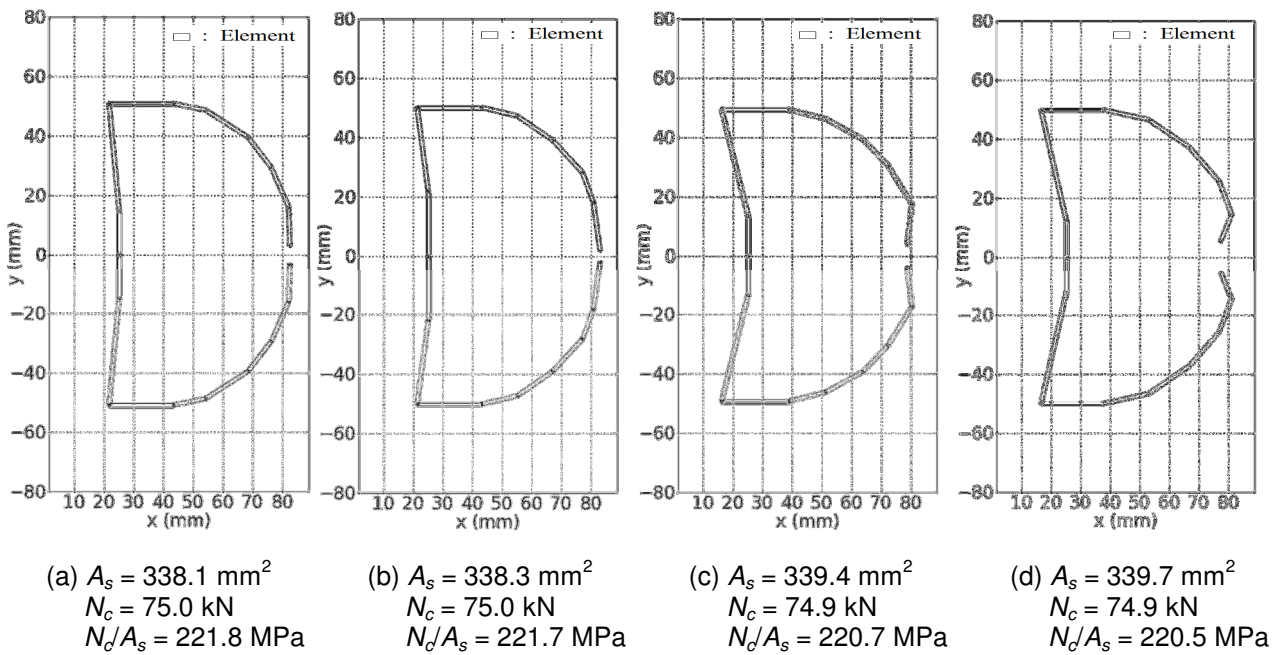 80
60
40
20
0
−20
−40
−60
−80
y (mm)
10 20 30 40 50 60 70 80
x (mm)
: Element
80
60
40
20
0
−20
−40
−60
−80
y (mm)
10 20 30 40 50 60 70 80
x (mm)
: Element
80
60
40
20
0
−20
−40
−60
−80
y (mm)
10 20 30 40 50 60 70 80
x (mm)
: Element
80
60
40
20
0
−20
−40
−60
−80
y (mm)
10 20 30 40 50 60 70 80
x (mm)
: Element
(a) As = 338.1 mm²
Nc = 75.0 kN
Nc/As = 221.8 MPa
(b) As = 338.3 mm²
Nc = 75.0 kN
Nc/As = 221.7 MPa
(c) As = 339.4 mm²
Nc = 74.9 kN
Nc/As = 220.7 MPa
(d) As = 339.7 mm²
Nc = 74.9 kN
Nc/As = 220.5 MPa